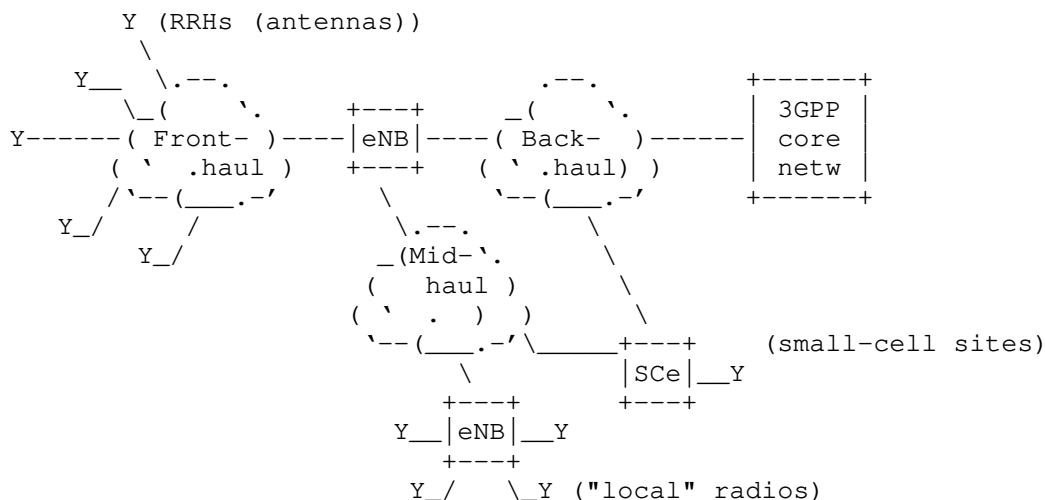 Y (RRHs (antennas))
Y
3GPP
Y Front- eNB Back- core
.haul .haul netw
Y
Y
Mid-
haul
(small-cell sites)
SCe Y
Y eNB Y
Y Y ("local" radios)